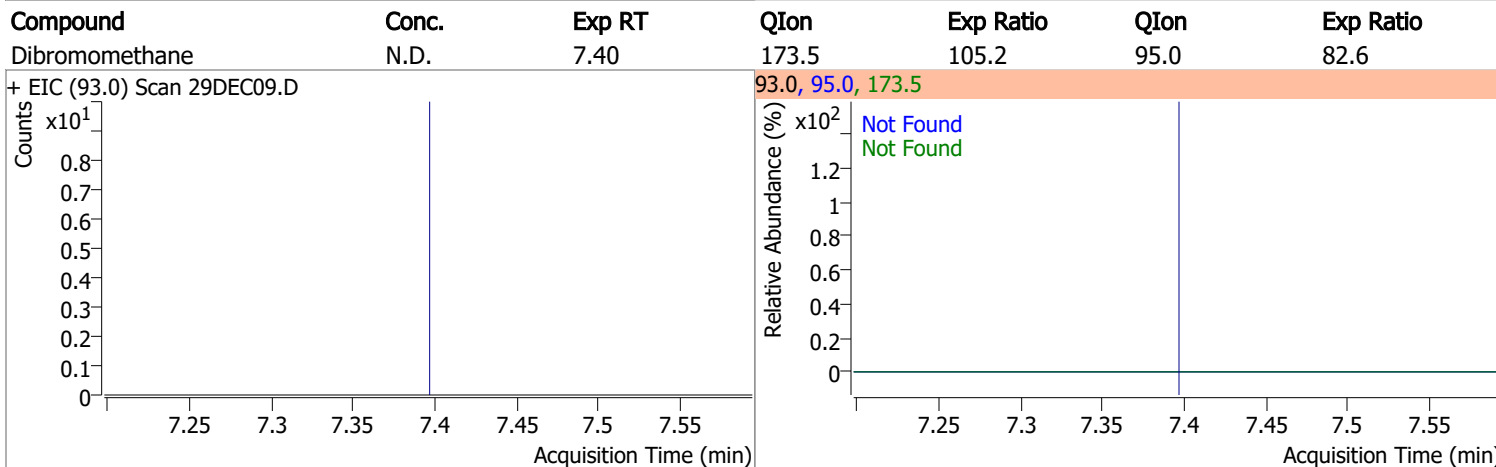 Compound Conc. Exp RT QIon Exp Ratio QIon Exp Ratio
Dibromomethane N.D. 7.40 173.5 105.2 95.0 82.6
+ EIC (93.0) Scan 29DEC09.D
Counts
x10¹
0.8
0.7
0.6
0.5
0.4
0.3
0.2
0.1
0
7.25 7.3 7.35 7.4 7.45 7.5 7.55
Acquisition Time (min)
93.0, 95.0, 173.5
Relative Abundance (%)
x10²
Not Found
Not Found
1.2
1
0.8
0.6
0.4
0.2
0
7.25 7.3 7.35 7.4 7.45 7.5 7.55
Acquisition Time (min)